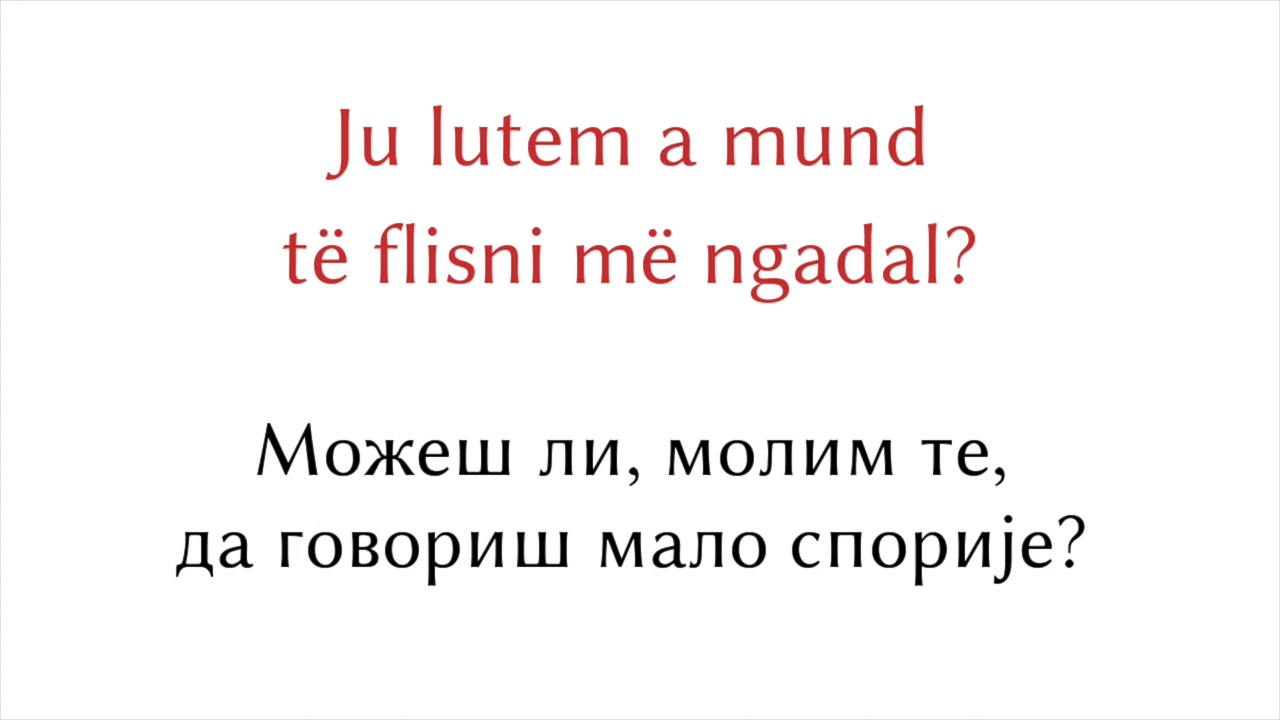 Ju lutem a mund
të flisni më ngadal?
Можеш ли, молим те,
да говориш мало спорије?